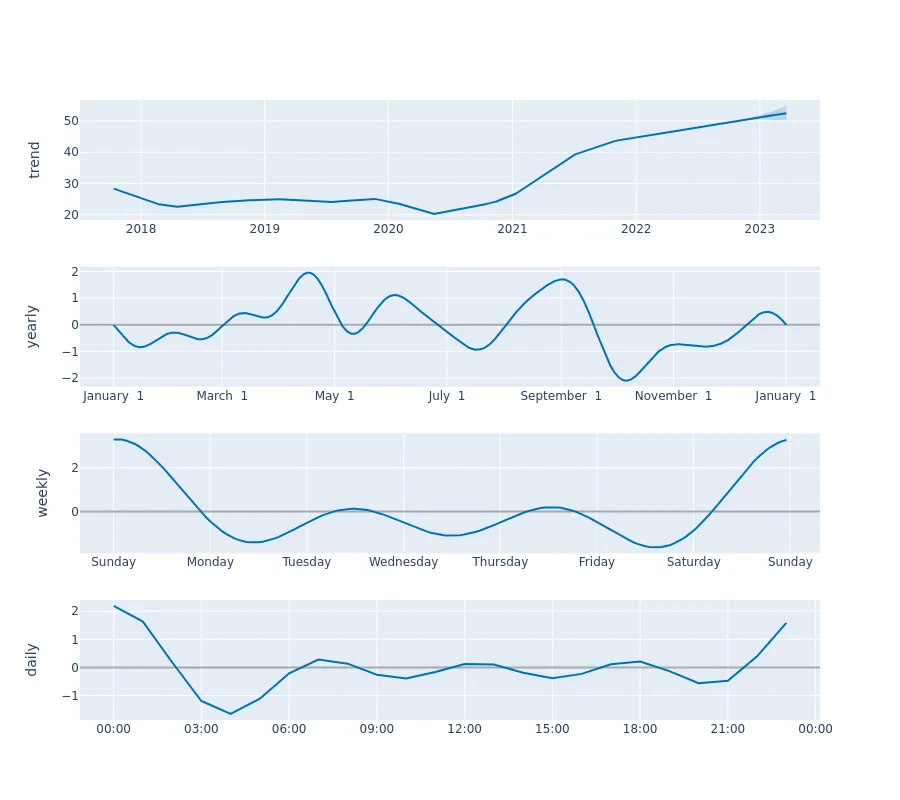 trend
50
40
30
20
2018 2019 2020 2021 2022 2023
yearly
2
1
0
−1
−2
January 1 March 1 May 1 July 1 September 1 November 1 January 1
weekly
2
0
Sunday Monday Tuesday Wednesday Thursday Friday Saturday Sunday
daily
2
1
0
−1
00:00 03:00 06:00 09:00 12:00 15:00 18:00 21:00 00:00